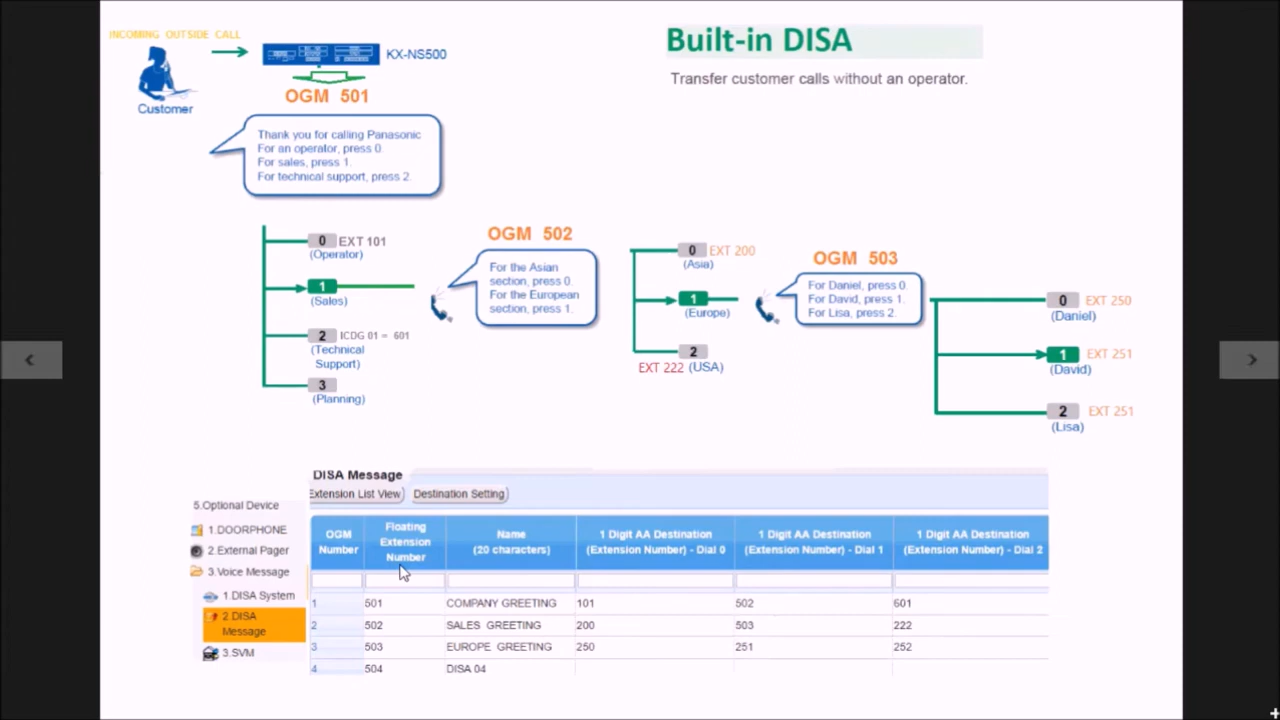 INCOMING OUTSIDE CALL
Customer
KX-NS500
Built-in DISA
Transfer customer calls without an operator.
OGM 501
Thank you for calling Panasonic
For an operator, press 0.
For sales, press 1.
For technical support, press 2.
0 EXT 101
(Operator)
1
(Sales)
2 ICDG 01 = 601
(Technical
Support)
3
(Planning)
OGM 502
For the Asian
section, press 0.
For the European
section, press 1.
0 EXT 200
(Asia)
1
(Europe)
2
EXT 222 (USA)
OGM 503
For Daniel, press 0.
For David, press 1.
For Lisa, press 2.
0 EXT 250
(Daniel)
1 EXT 251
(David)
2 EXT 251
(Lisa)
5.Optional Device
1.DOORPHONE
2.External Pager
3.Voice Message
1.DISA System
2.DISA
Message
3.SVM
DISA Message
Extension List View) Destination Setting)
OGM
Number
Floating
Extension
Number
Name
(20 characters)
1 Digit AA Destination
(Extension Number) - Dial 0
1 Digit AA Destination
(Extension Number) - Dial 1
1 Digit AA Destination
(Extension Number) - Dial 2
1 501 COMPANY GREETING 101 502 601
2 502 SALES GREETING 200 503 222
3 503 EUROPE GREETING 250 251 252
4 504 DISA 04